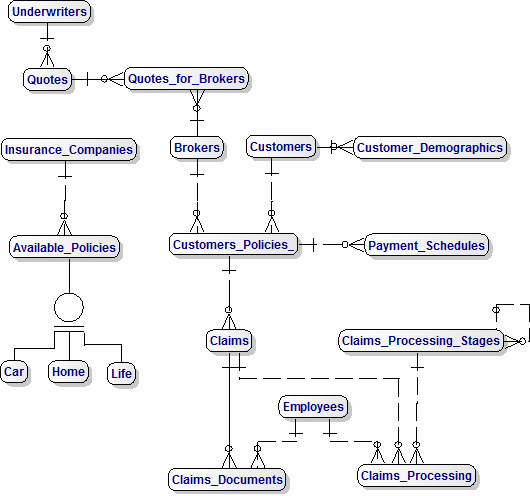 Underwriters
Quotes
Quotes_for_Brokers
Insurance_Companies
Brokers
Customers
Customer_Demographics
Available_Policies
Customers_Policies_
Payment_Schedules
Claims
Claims_Processing_Stages
Car
Home
Life
Employees
Claims_Documents
Claims_Processing